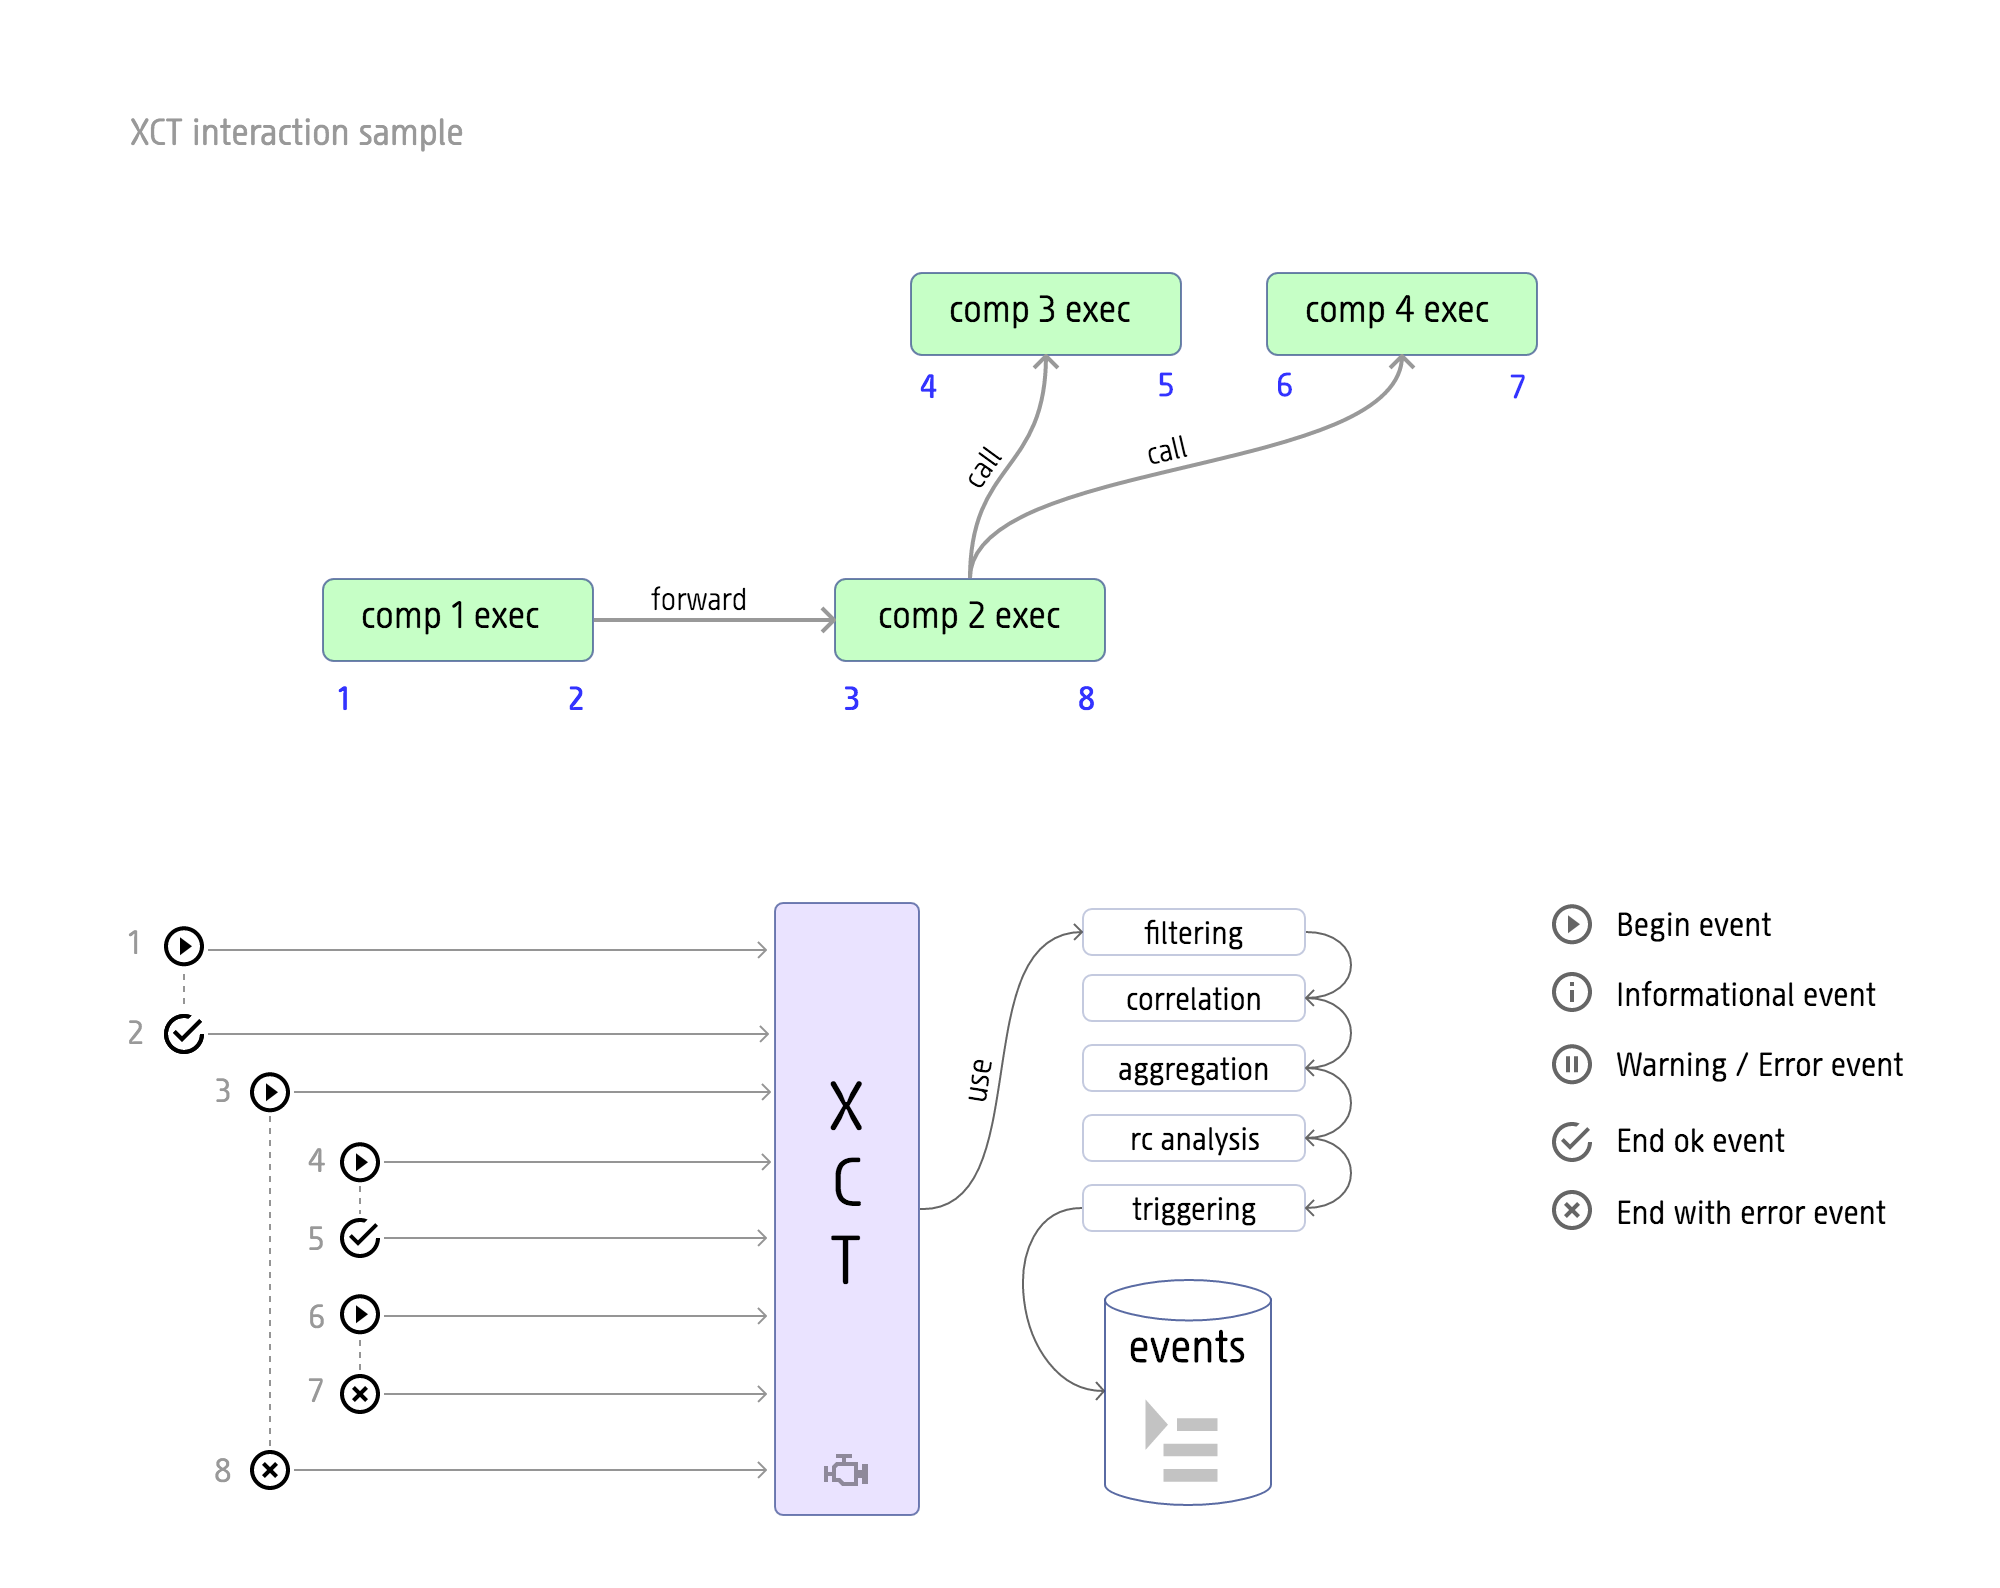 XCT interaction sample
comp 3 exec
comp 4 exec
4
5
6
7
call
call
comp 1 exec
forward
comp 2 exec
1
2
3
8
1
2
3
4
5
6
7
8
X
C
T
use
filtering
correlation
aggregation
rc analysis
triggering
events
Begin event
Informational event
Warning / Error event
End ok event
End with error event